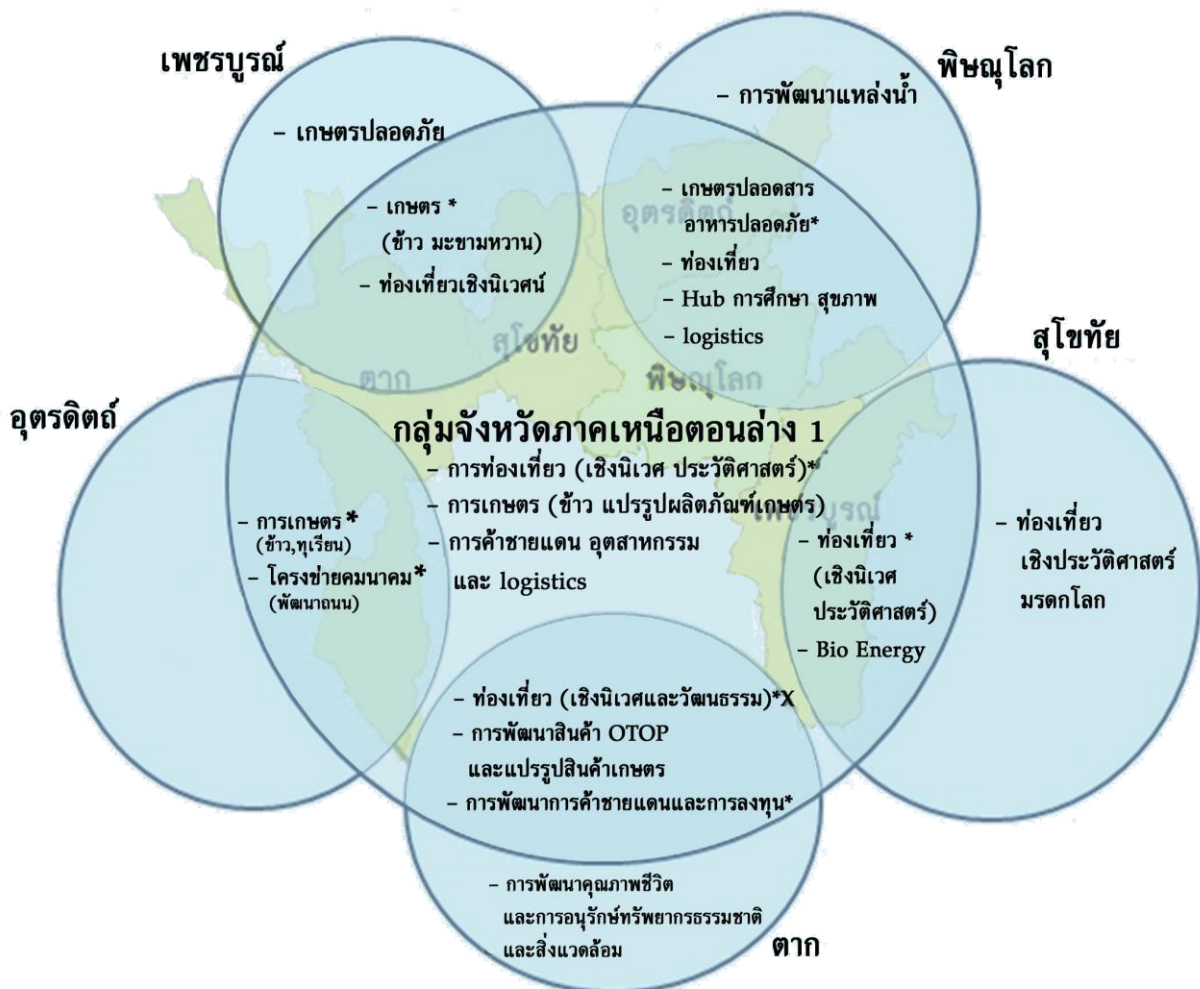 เพชรบูรณ์
- เกษตรปลอดภัย
- เกษตร *
(ข้าว มะขามหวาน)
- ท่องเที่ยวเชิงนิเวศน์
พิษณุโลก
- การพัฒนาแหล่งน้ำ
- เกษตรปลอดสาร
อาหารปลอดภัย*
- ท่องเที่ยว
- Hub การศึกษา สุขภาพ
- logistics
อุตรดิตถ์
สุโขทัย
ตาก
พิษณุโลก
เพชรบูรณ์
อุตรดิตถ์
- การเกษตร*
(ข้าว,ทุเรียน)
- โครงข่ายคมนาคม*
(พัฒนาถนน)
กลุ่มจังหวัดภาคเหนือตอนล่าง 1
- การท่องเที่ยว (เชิงนิเวศ ประวัติศาสตร์)*
- การเกษตร (ข้าว แปรรูปผลิตภัณฑ์เกษตร)
- การค้าชายแดน อุตสาหกรรม
และ logistics
สุโขทัย
- ท่องเที่ยว *
(เชิงนิเวศ
ประวัติศาสตร์)
- Bio Energy
- ท่องเที่ยว
เชิงประวัติศาสตร์
มรดกโลก
- ท่องเที่ยว (เชิงนิเวศและวัฒนธรรม)*X
- การพัฒนาสินค้า OTOP
และแปรรูปสินค้าเกษตร
- การพัฒนาการค้าชายแดนและการลงทุน*
- การพัฒนาคุณภาพชีวิต
และการอนุรักษ์ทรัพยากรธรรมชาติ
และสิ่งแวดล้อม
ตาก